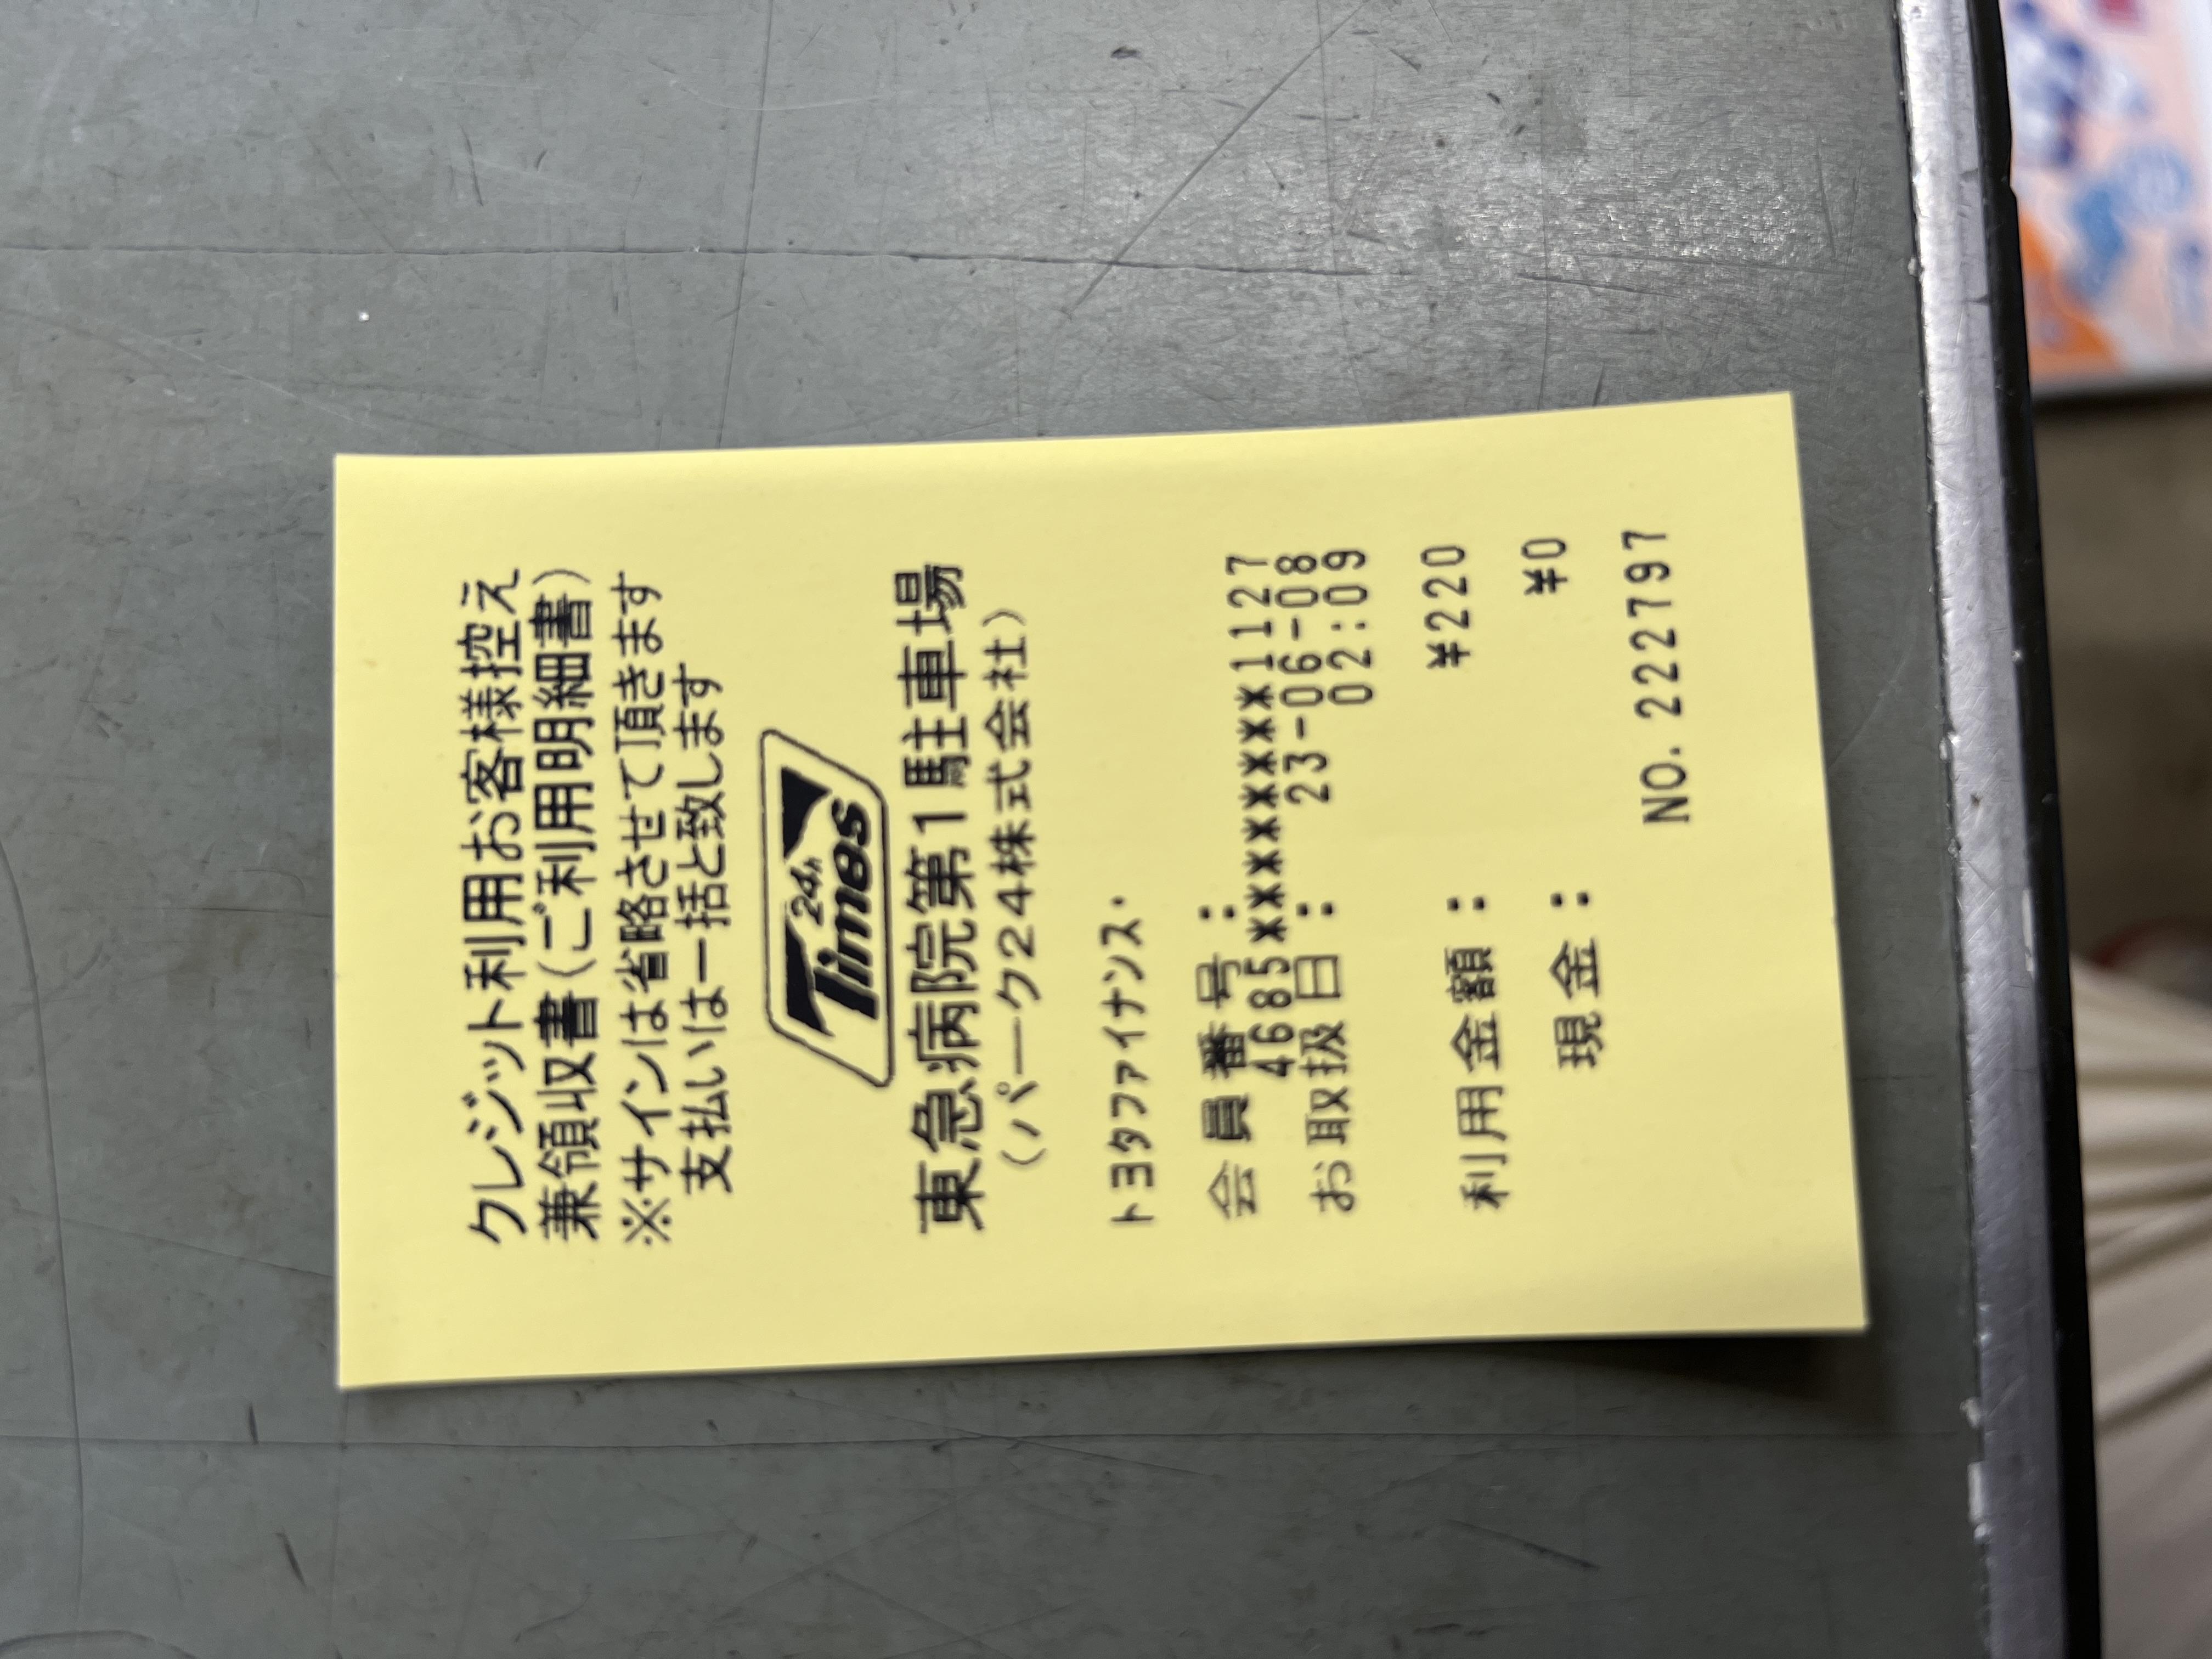 クレジット利用お客様控え
兼領収書(ご利用明細書)
※サインは省略させて頂きます
支払いは一括と致します
24h
Times
東急病院第1駐車場
(パーク24株式会社)
トヨタファイナンス・
会員番号:
4685********1127
お取扱日: 23-06-08
02:09
利用金額: ¥220
現金: ¥0
NO.222797